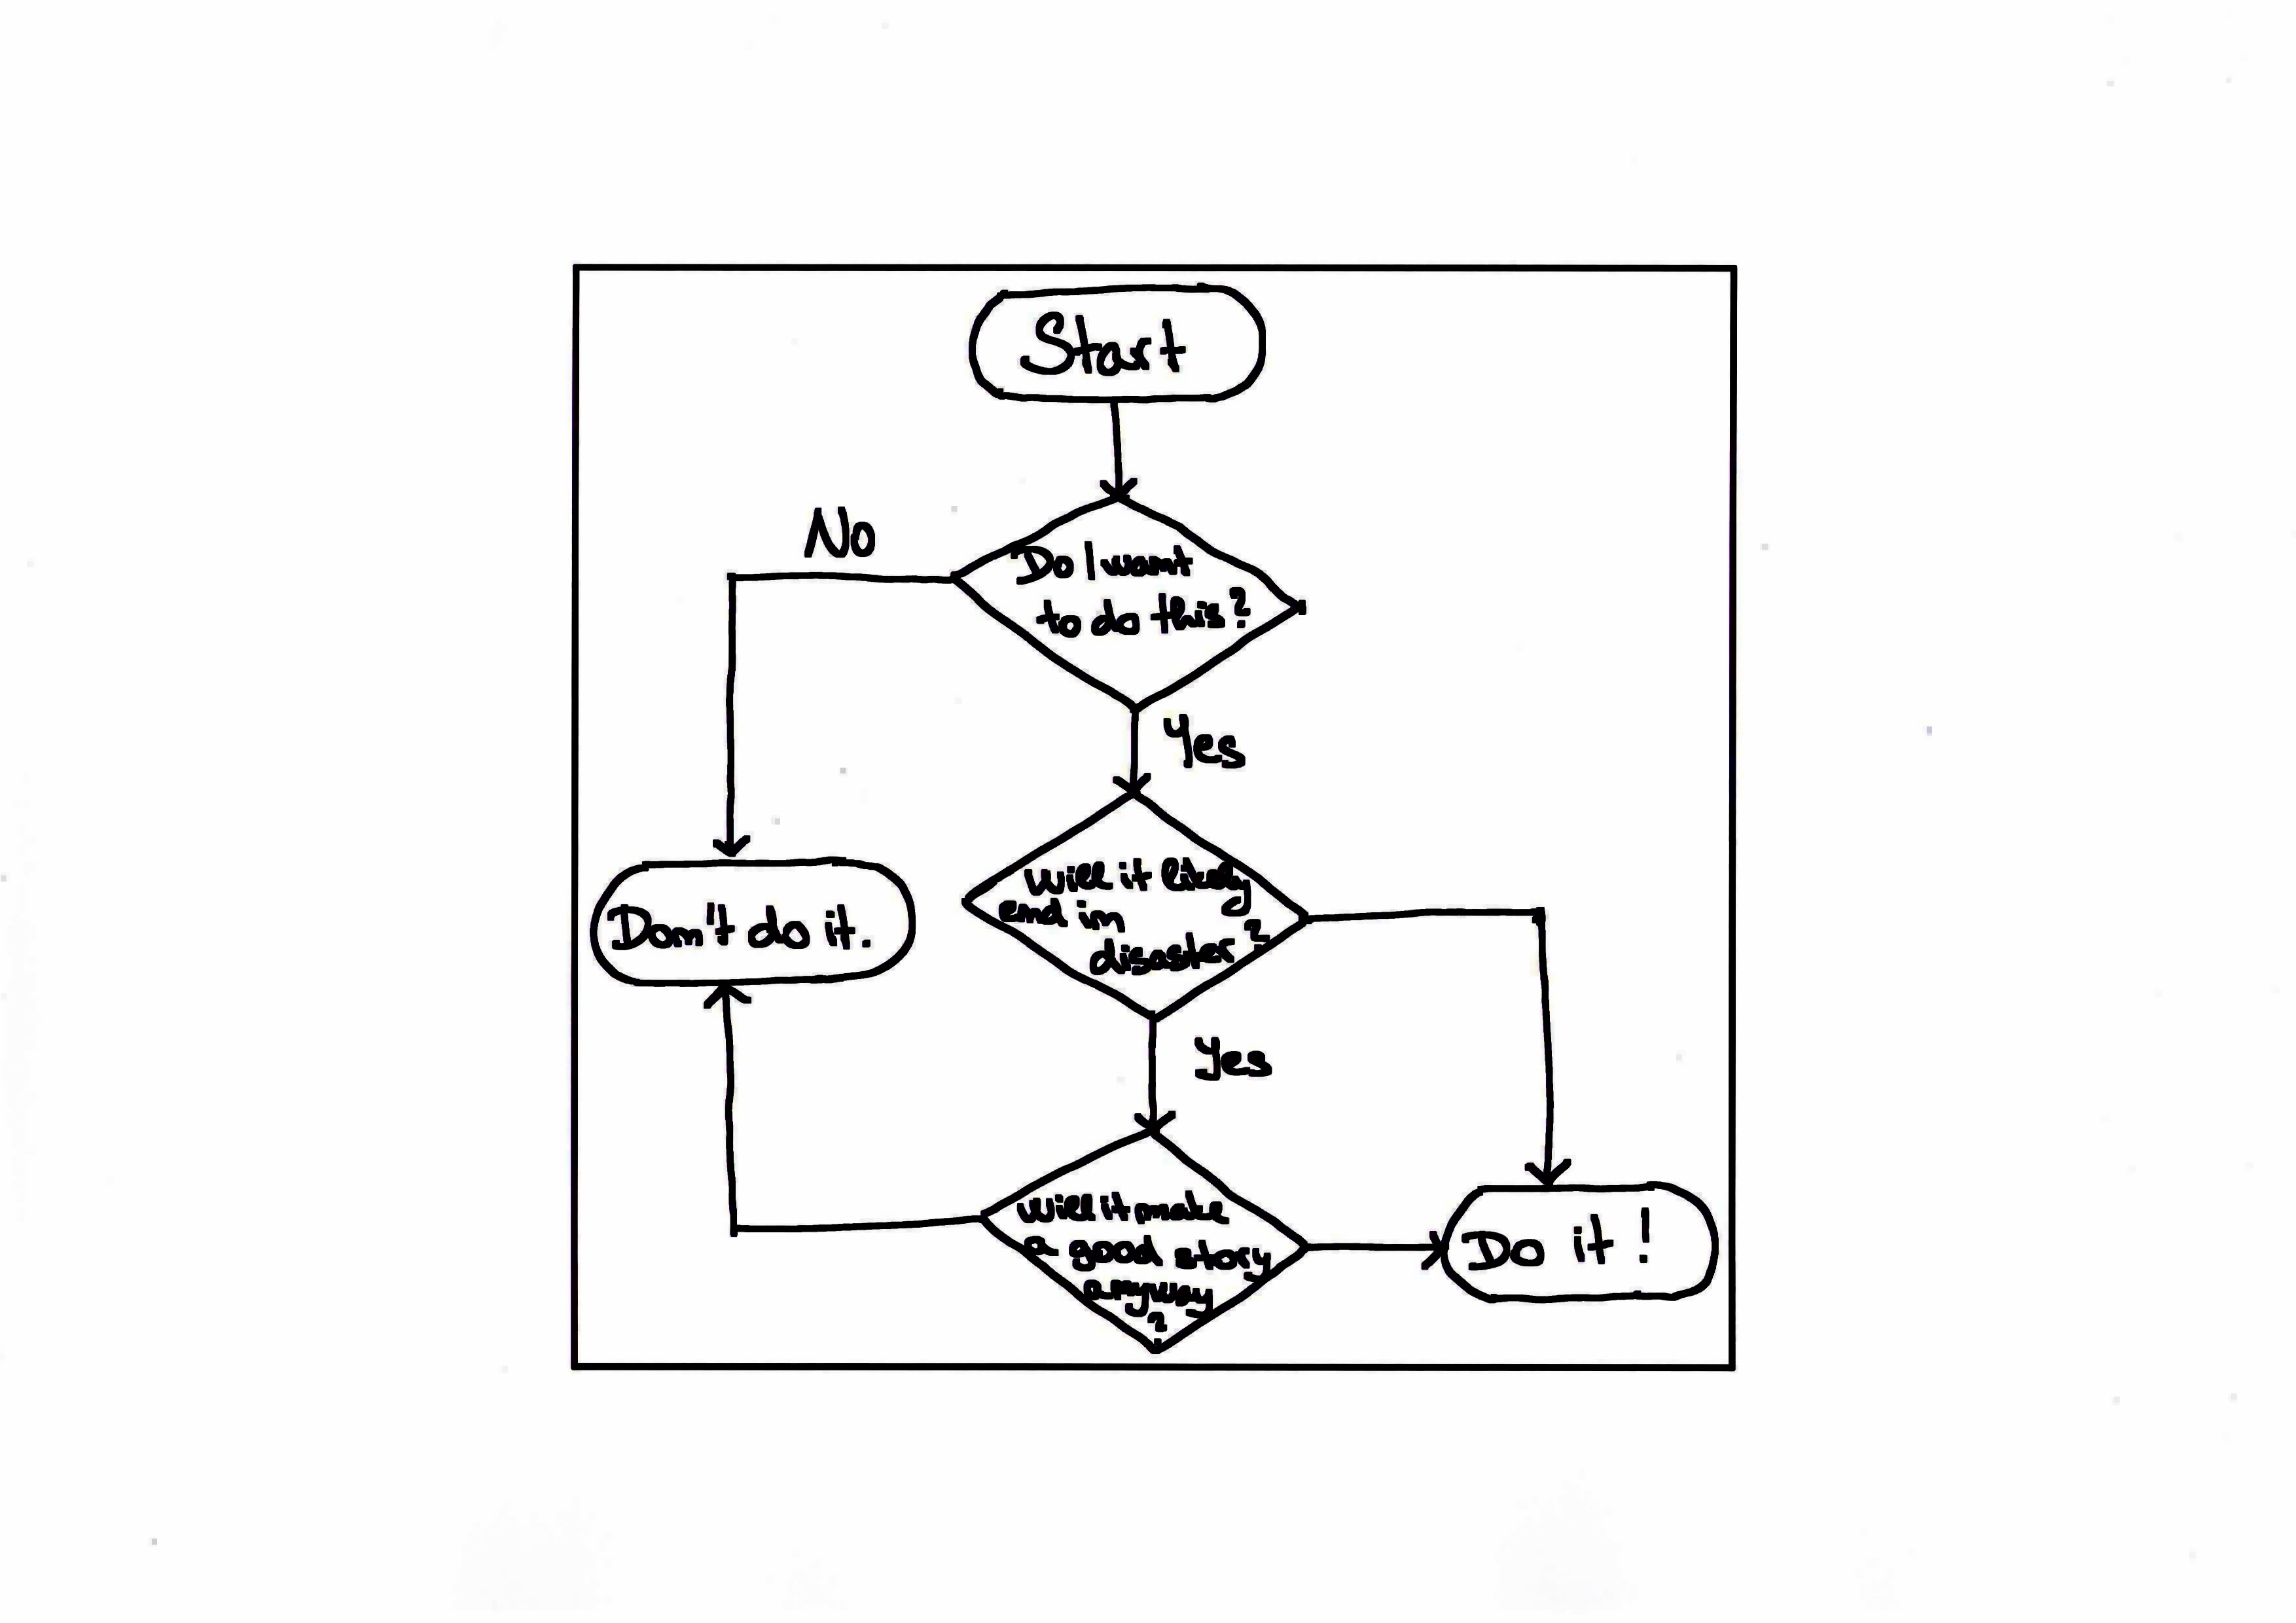 Start
No
Do I want
to do this?
Yes
Will it likely
end in
disaster?
Don't do it.
Yes
Will it make
a good story
anyway
?
Do it!